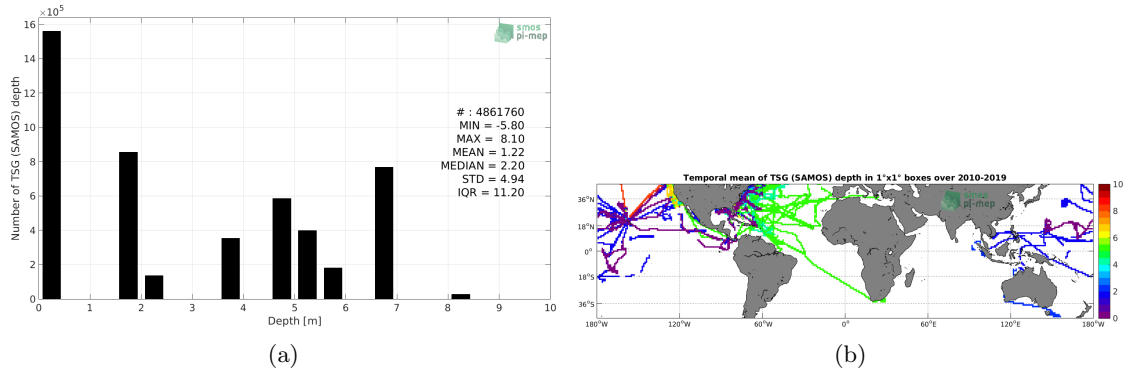 ×10⁵
16
14
12
10
8
6
4
2
0
Number of TSG (SAMOS) depth
smos
pi-mep
# : 4861760
MIN = -5.80
MAX = 8.10
MEAN = 1.22
MEDIAN = 2.20
STD = 4.94
IQR = 11.20
0 1 2 3 4 5 6 7 8 9 10
Depth [m]
(a)
Temporal mean of TSG (SAMOS) depth in 1°x1° boxes over 2010-2019
smos
pi-mep
36°N
18°N
0°
18°S
36°S
180°W 120°W 60°W 0° 60°E 120°E 180°W
10
8
6
4
2
0
(b)